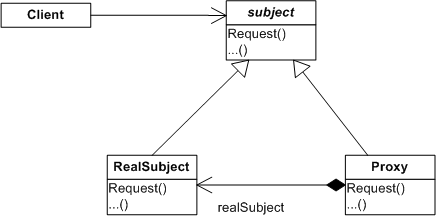 Client
subject
Request()
...()
RealSubject
Request()
...()
Proxy
Request()
...()
realSubject